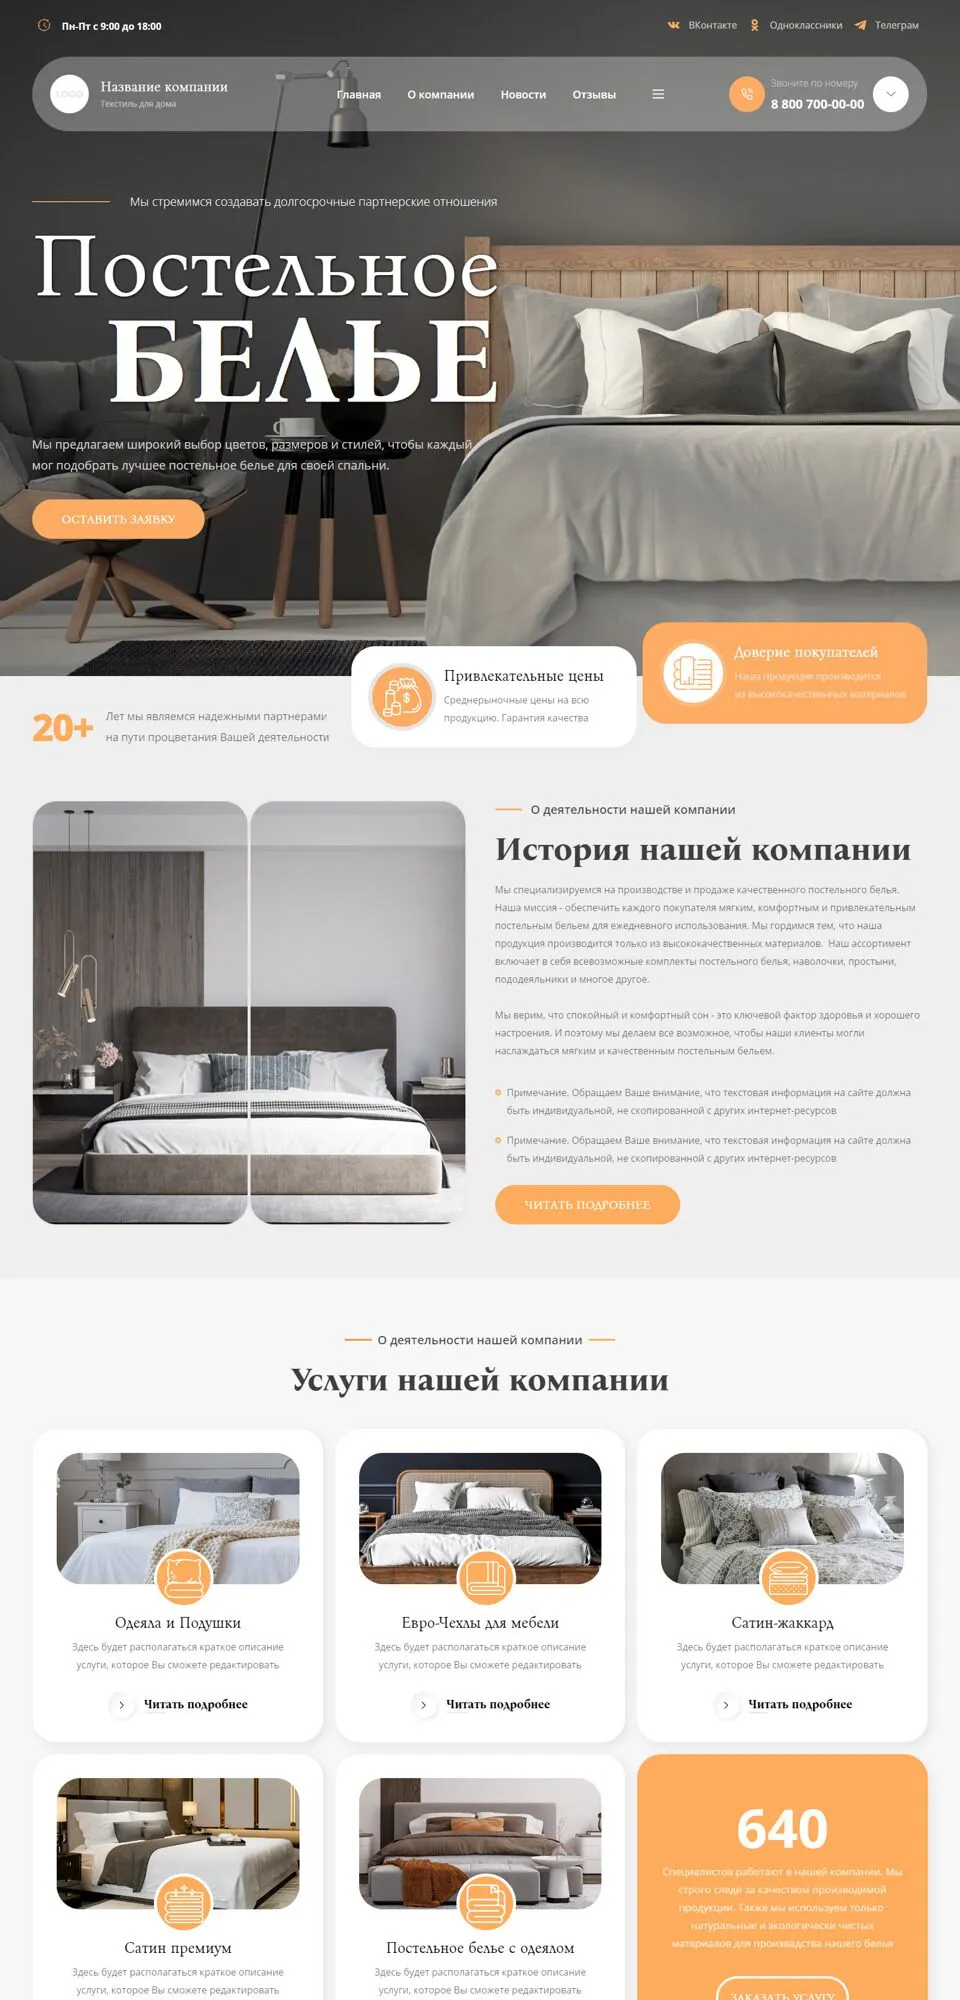 Пн-Пт с 9:00 до 18:00
ВКонтакте
Одноклассники
Телеграм
LOGO
Название компании
Текстиль для дома
Главная
О компании
Новости
Отзывы
Звоните по номеру
8 800 700-00-00
Мы стремимся создавать долгосрочные партнерские отношения
Постельное
БЕЛЬЕ
Мы предлагаем широкий выбор цветов, размеров и стилей, чтобы каждый
мог подобрать лучшее постельное белье для своей спальни.
ОСТАВИТЬ ЗАЯВКУ
20+
Лет мы являемся надежными партнерами
на пути процветания Вашей деятельности
Привлекательные цены
Среднерыночные цены на всю
продукцию. Гарантия качества
Доверие покупателей
Наша продукция производится
из высококачественных материалов
О деятельности нашей компании
История нашей компании
Мы специализируемся на производстве и продаже качественного постельного белья.
Наша миссия - обеспечить каждого покупателя мягким, комфортным и привлекательным
постельным бельем для ежедневного использования. Мы гордимся тем, что наша
продукция производится только из высококачественных материалов. Наш ассортимент
включает в себя всевозможные комплекты постельного белья, наволочки, простыни,
пододеяльники и многое другое.
Мы верим, что спокойный и комфортный сон - это ключевой фактор здоровья и хорошего
настроения. И поэтому мы делаем все возможное, чтобы наши клиенты могли
наслаждаться мягким и качественным постельным бельем.
Примечание. Обращаем Ваше внимание, что текстовая информация на сайте должна
быть индивидуальной, не скопированной с других интернет-ресурсов
Примечание. Обращаем Ваше внимание, что текстовая информация на сайте должна
быть индивидуальной, не скопированной с других интернет-ресурсов
ЧИТАТЬ ПОДРОБНЕЕ
О деятельности нашей компании
Услуги нашей компании
Одеяла и Подушки
Здесь будет располагаться краткое описание
услуги, которое Вы сможете редактировать
Читать подробнее
Евро-Чехлы для мебели
Здесь будет располагаться краткое описание
услуги, которое Вы сможете редактировать
Читать подробнее
Сатин-жаккард
Здесь будет располагаться краткое описание
услуги, которое Вы сможете редактировать
Читать подробнее
Сатин премиум
Здесь будет располагаться краткое описание
услуги, которое Вы сможете редактировать
Постельное белье с одеялом
Здесь будет располагаться краткое описание
услуги, которое Вы сможете редактировать
640
Специалистов работают в нашей компании. Мы
строго следи за качеством производимой
продукции. Также мы используем только
натуральные и экологически чистых
материалов для произвадства нашего белья
ЗАКАЗАТЬ УСЛУГУ